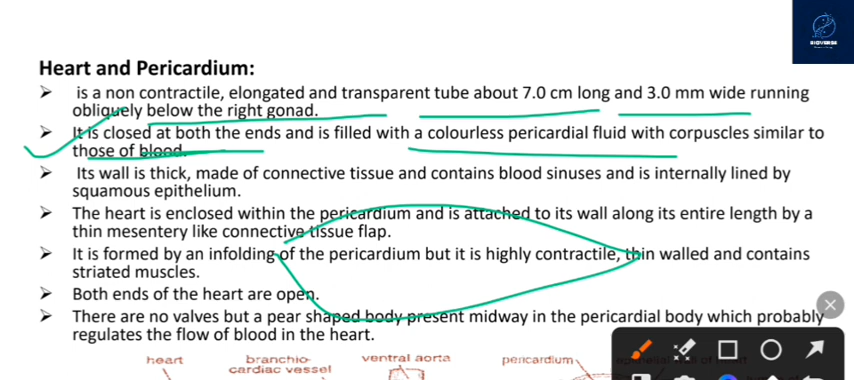 BIOVERSE
Heart and Pericardium:
➤ is a non contractile, elongated and transparent tube about 7.0 cm long and 3.0 mm wide running
obliquely below the right gonad.
➤ It is closed at both the ends and is filled with a colourless pericardial fluid with corpuscles similar to
those of blood.
➤ Its wall is thick, made of connective tissue and contains blood sinuses and is internally lined by
squamous epithelium.
➤ The heart is enclosed within the pericardium and is attached to its wall along its entire length by a
thin mesentery like connective tissue flap.
➤ It is formed by an infolding of the pericardium but it is highly contractile, thin walled and contains
striated muscles.
➤ Both ends of the heart are open.
➤ There are no valves but a pear shaped body present midway in the pericardial body which probably
regulates the flow of blood in the heart.
heart branchio- ventral aorta pericardium
cardiac vessel